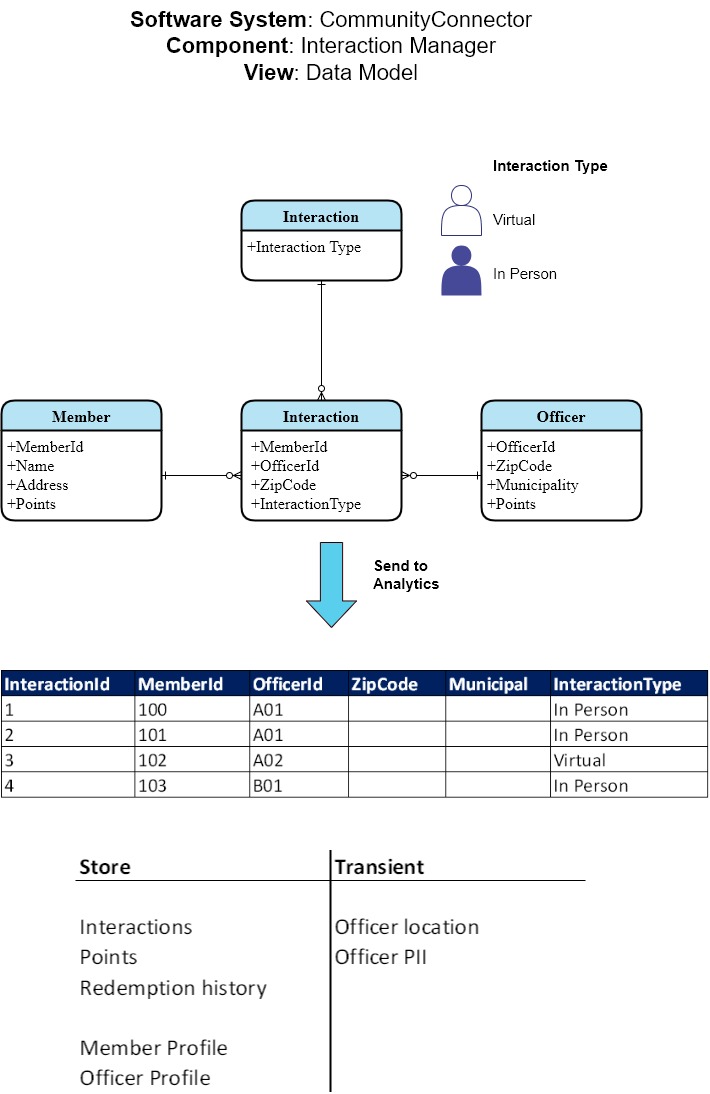 Software System: CommunityConnector
Component: Interaction Manager
View: Data Model
Interaction Type
Virtual
In Person
Interaction
+Interaction Type
Member
+MemberId
+Name
+Address
+Points
Interaction
+MemberId
+OfficerId
+ZipCode
+InteractionType
Officer
+OfficerId
+ZipCode
+Municipality
+Points
Send to
Analytics
InteractionId MemberId OfficerId ZipCode Municipal InteractionType
1 100 A01 In Person
2 101 A01 In Person
3 102 A02 Virtual
4 103 B01 In Person
Store Transient
Interactions Officer location
Points Officer PII
Redemption history
Member Profile
Officer Profile